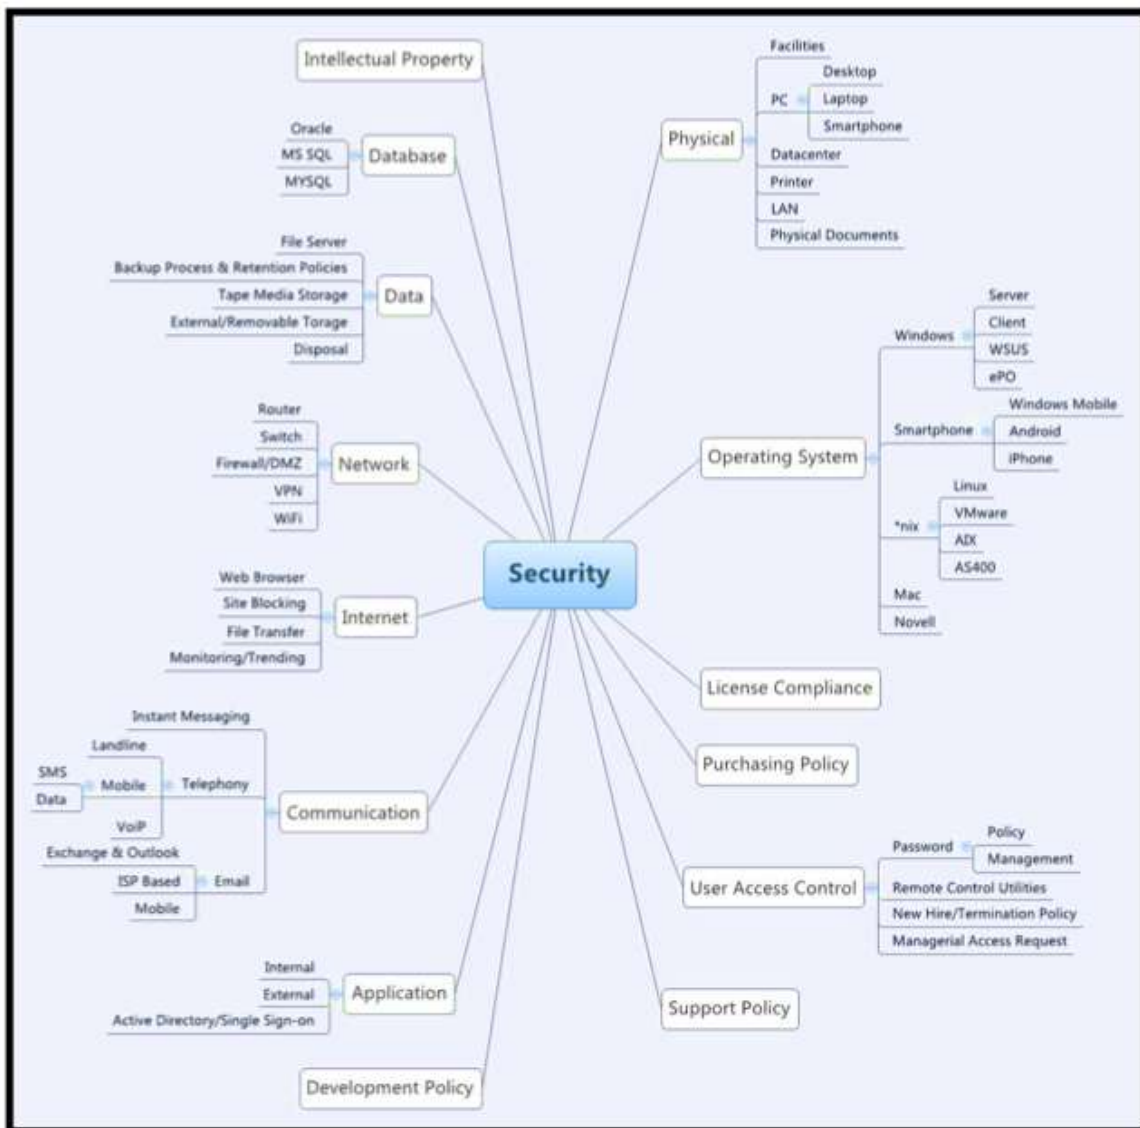 Intellectual Property
Oracle
MS SQL
MYSQL
Database
File Server
Backup Process & Retention Policies
Tape Media Storage
External/Removable Torage
Disposal
Data
Router
Switch
Firewall/DMZ
VPN
WiFi
Network
Web Browser
Site Blocking
File Transfer
Monitoring/Trending
Internet
Instant Messaging
Landline
SMS
Data
Mobile
VoiP
Telephony
Exchange & Outlook
ISP Based
Mobile
Email
Communication
Internal
External
Active Directory/Single Sign-on
Application
Development Policy
Security
Physical
Facilities
PC
Desktop
Laptop
Smartphone
Datacenter
Printer
LAN
Physical Documents
Operating System
Windows
Server
Client
WSUS
ePO
Smartphone
Windows Mobile
Android
iPhone
*nix
Linux
VMware
AIX
AS400
Mac
Novell
License Compliance
Purchasing Policy
User Access Control
Password
Policy
Management
Remote Control Utilities
New Hire/Termination Policy
Managerial Access Request
Support Policy